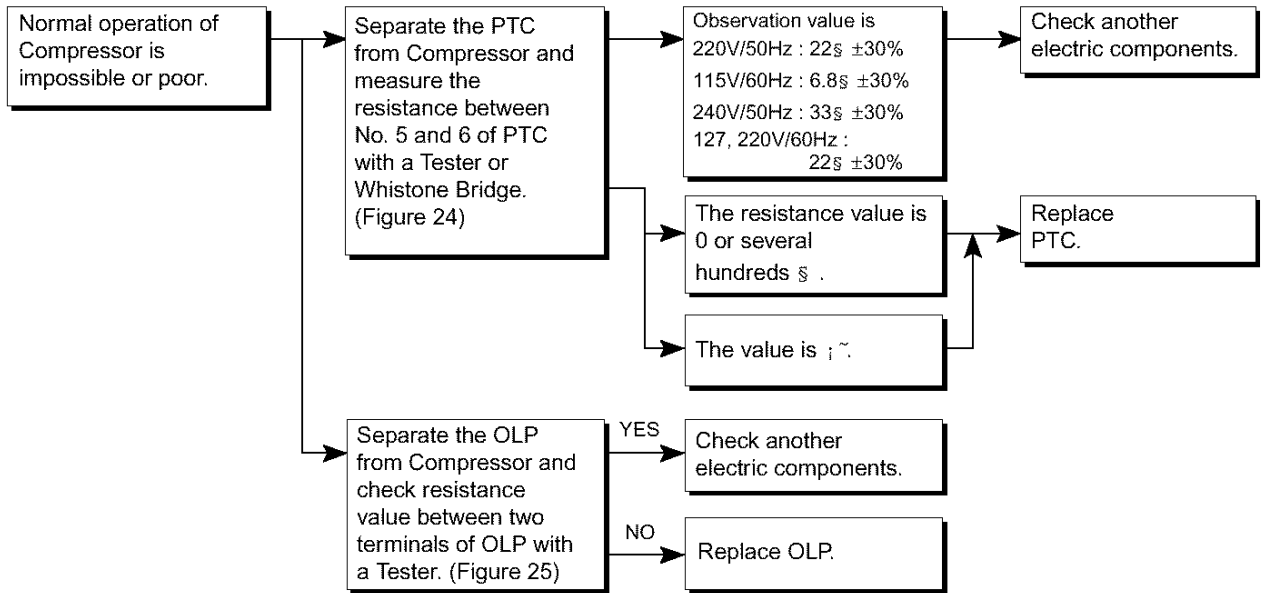 Normal operation of
Compressor is
impossible or poor.
Separate the PTC
from Compressor and
measure the
resistance between
No. 5 and 6 of PTC
with a Tester or
Whistone Bridge.
(Figure 24)
Observation value is
220V/50Hz : 22§ ±30%
115V/60Hz : 6.8§ ±30%
240V/50Hz : 33§ ±30%
127, 220V/60Hz :
22§ ±30%
Check another
electric components.
The resistance value is
0 or several
hundreds § .
The value is ¡˜.
Replace
PTC.
Separate the OLP
from Compressor and
check resistance
value between two
terminals of OLP with
a Tester. (Figure 25)
YES
Check another
electric components.
NO
Replace OLP.